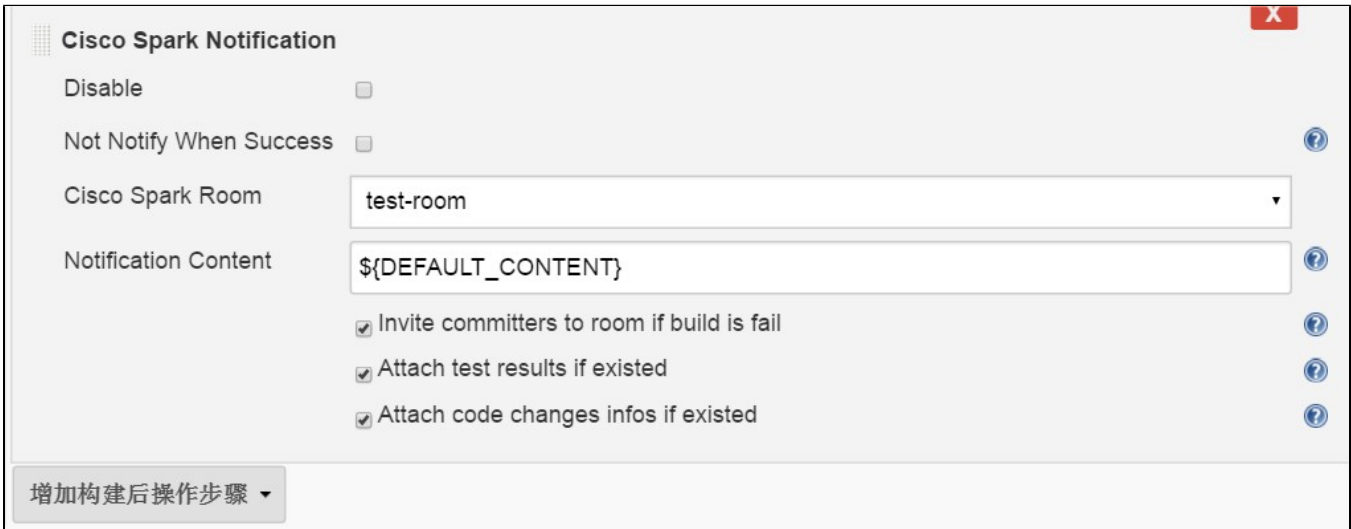 X
Cisco Spark Notification
Disable
Not Notify When Success
Cisco Spark Room
test-room
Notification Content
${DEFAULT_CONTENT}
Invite committers to room if build is fail
Attach test results if existed
Attach code changes infos if existed
增加构建后操作步骤